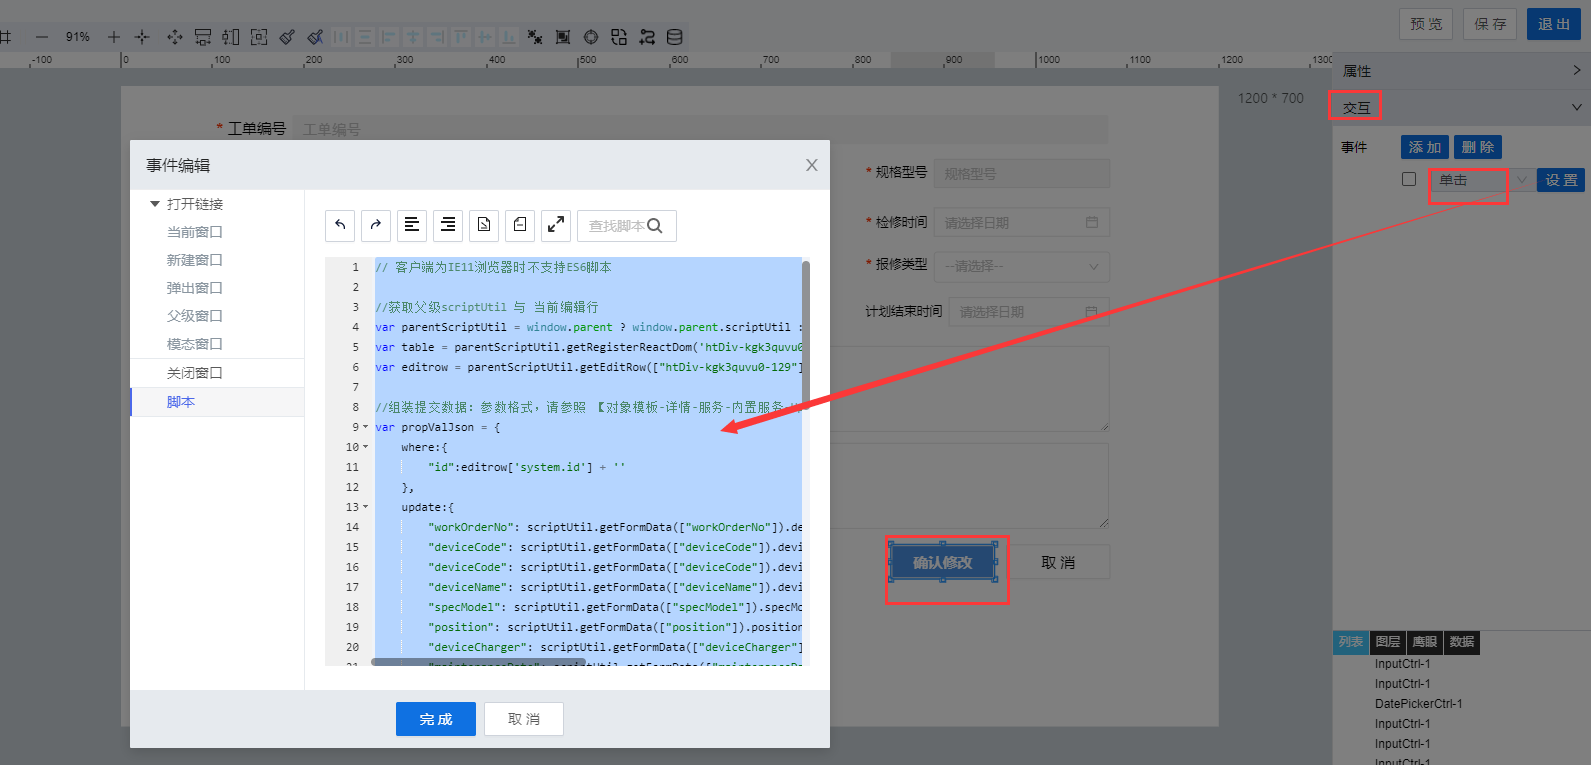 预 览
保 存
退 出
91%
-100
0
100
200
300
400
500
600
700
800
900
1000
1100
1200
1300
属性
1200 * 700
交互
* 工单编号
工单编号
事件
添 加
删 除
单击
设 置
事件编辑
X
* 规格型号
规格型号
打开链接
当前窗口
新建窗口
弹出窗口
父级窗口
模态窗口
关闭窗口
脚本
查找脚本
* 检修时间
请选择日期
* 报修类型
--请选择--
计划结束时间
请选择日期
1 // 客户端为IE11浏览器时不支持ES6脚本
2
3 //获取父级scriptUtil 与 当前编辑行
4 var parentScriptUtil = window.parent ? window.parent.scriptUtil :
5 var table = parentScriptUtil.getRegisterReactDom('htDiv-kgk3quvu0
6 var editrow = parentScriptUtil.getEditRow(["htDiv-kgk3quvu0-129"]
7
8 //组装提交数据: 参数格式，请参照 【对象模板-详情-服务-内置服务-
9 var propValJson = {
10 where:{
11 "id":editrow['system.id'] + ''
12 },
13 update:{
14 "workOrderNo": scriptUtil.getFormData(["workOrderNo"]).de
15 "deviceCode": scriptUtil.getFormData(["deviceCode"]).devi
16 "deviceCode": scriptUtil.getFormData(["deviceCode"]).devi
17 "deviceName": scriptUtil.getFormData(["deviceName"]).devi
18 "specModel": scriptUtil.getFormData(["specModel"]).specMo
19 "position": scriptUtil.getFormData(["position"]).position
20 "deviceCharger": scriptUtil.getFormData(["deviceCharger"]
21
确认修改
取 消
完 成
取 消
列表
图层
鹰眼
数据
InputCtrl-1
InputCtrl-1
DatePickerCtrl-1
InputCtrl-1
InputCtrl-1
InputCtrl-1